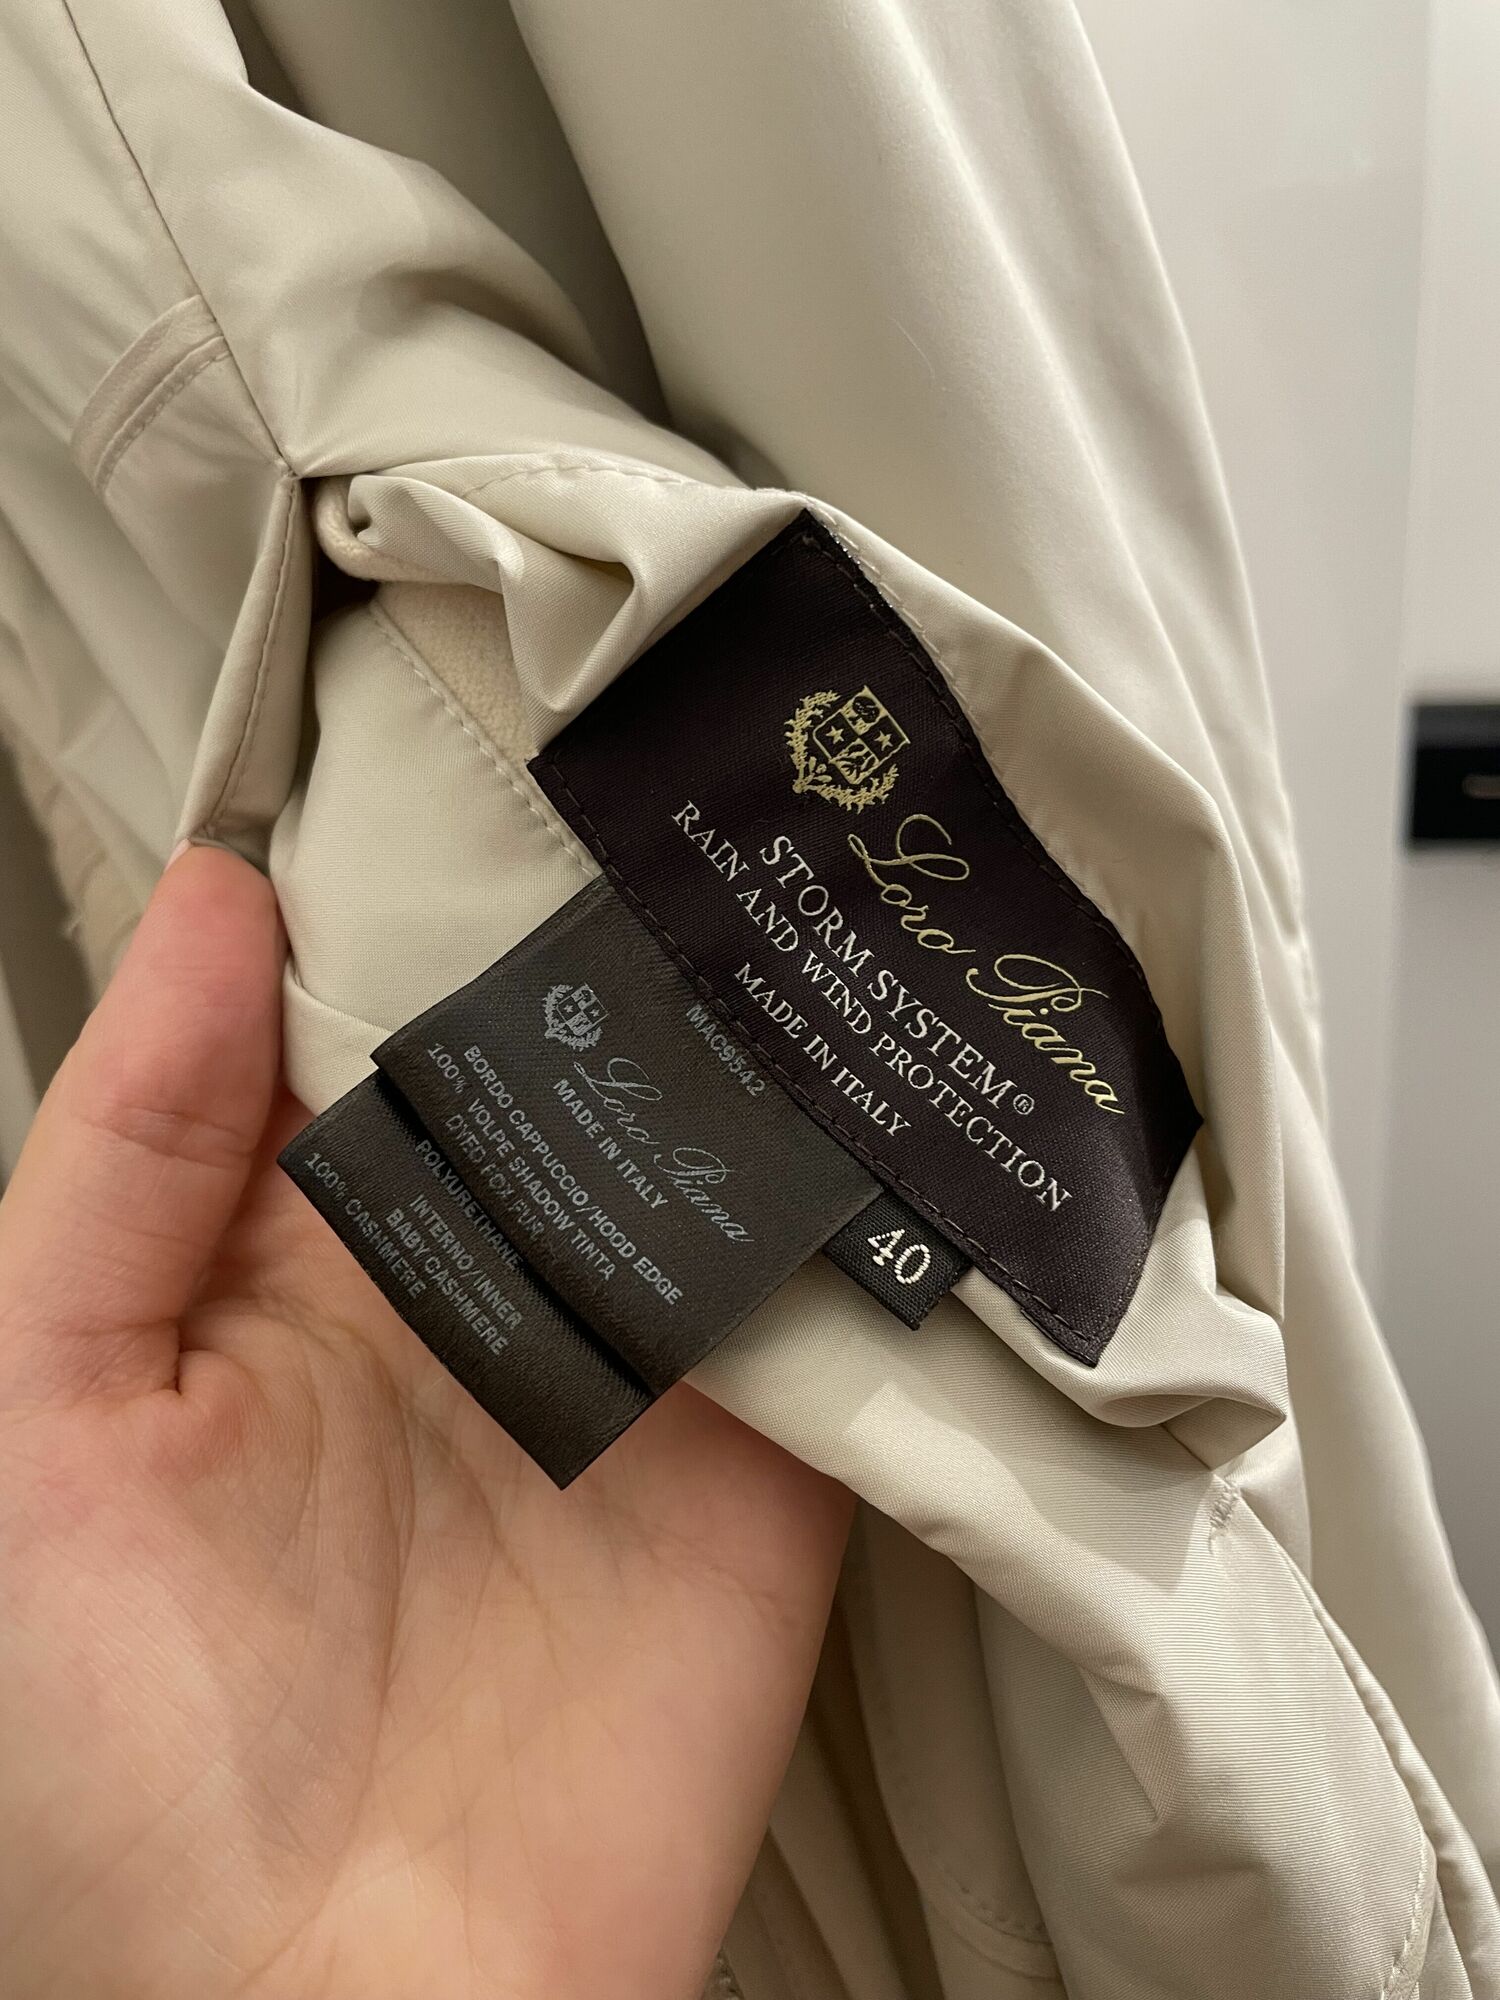 Loro Piana
STORM SYSTEM®
RAIN AND WIND PROTECTION
MADE IN ITALY
40
MAC9542
Loro Piana
MADE IN ITALY
BORDO CAPPUCCIO/HOOD EDGE
100% VOLPE SHADOW TINTA
DYED FOX FUR
POLYURETHANE
INTERNO/INNER
BABY CASHMERE
100% CASHMERE